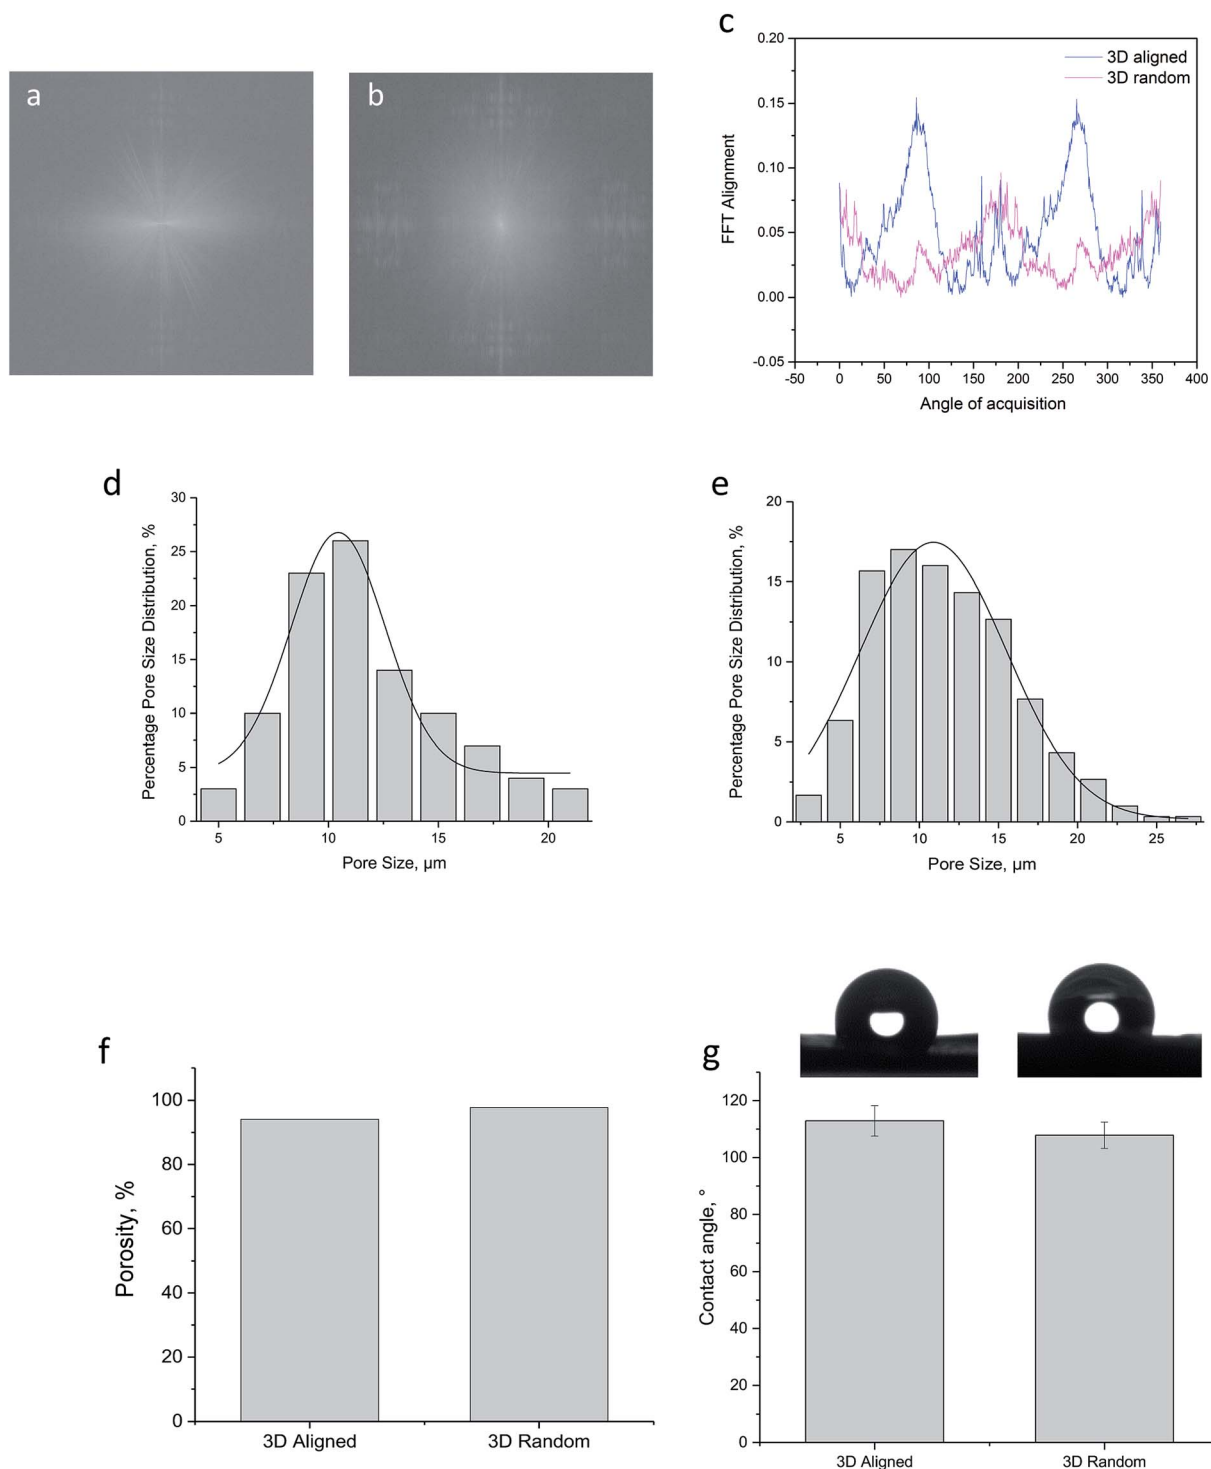 a
b
c
0.20
0.15
0.10
0.05
0.00
-0.05
FFT Alignment
3D aligned
3D random
-50 0 50 100 150 200 250 300 350 400
Angle of acquisition
d
30
25
20
15
10
5
0
Percentage Pore Size Distribution, %
5 10 15 20
Pore Size, µm
e
20
15
10
5
0
Percentage Pore Size Distribution, %
5 10 15 20 25
Pore Size, µm
f
100
80
60
40
20
0
Porosity, %
3D Aligned 3D Random
g
120
100
80
60
40
20
0
Contact angle, °
3D Aligned 3D Random